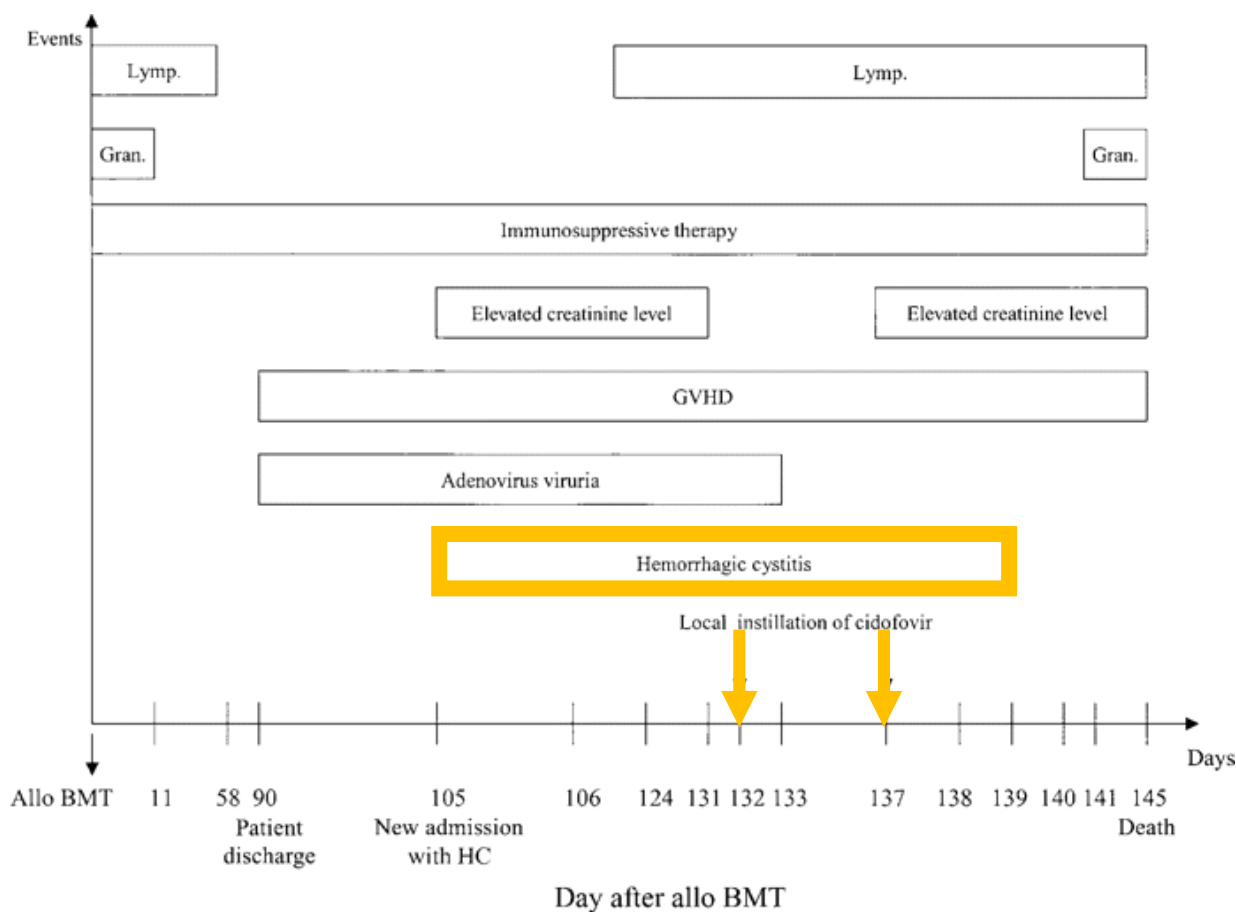 Events
Lymp.
Lymp.
Gran.
Gran.
Immunosuppressive therapy
Elevated creatinine level
Elevated creatinine level
GVHD
Adenovirus viruria
Hemorrhagic cystitis
Local instillation of cidofovir
Days
Allo BMT 11 58 90 105 106 124 131 132 133 137 138 139 140 141 145
Patient discharge
New admission with HC
Death
Day after allo BMT